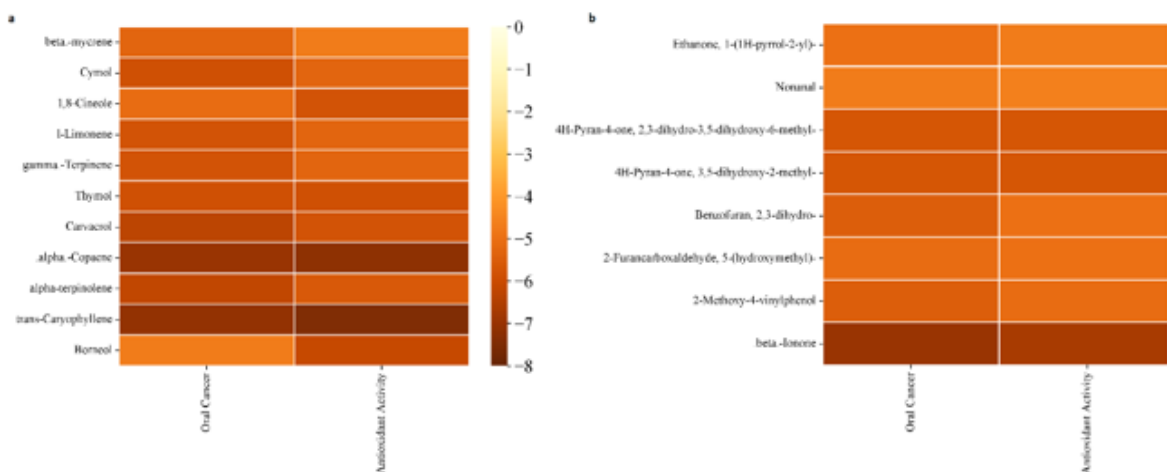 a
beta.-mycrene
Cymol
1,8-Cineole
l-Limonene
gamma.-Terpinene
Thymol
Carvacrol
.alpha.-Copaene
alpha-terpinolene
trans-Caryophyllene
Borneol
Oral Cancer
Antioxidant Activity
0
−1
−2
−3
−4
−5
−6
−7
−8
b
Ethanone, 1-(1H-pyrrol-2-yl)-
Nonanal
4H-Pyran-4-one, 2,3-dihydro-3,5-dihydroxy-6-methyl-
4H-Pyran-4-one, 3,5-dihydroxy-2-methyl-
Benzofuran, 2,3-dihydro-
2-Furancarboxaldehyde, 5-(hydroxymethyl)-
2-Methoxy-4-vinylphenol
beta.-Ionone
Oral Cancer
Antioxidant Activity